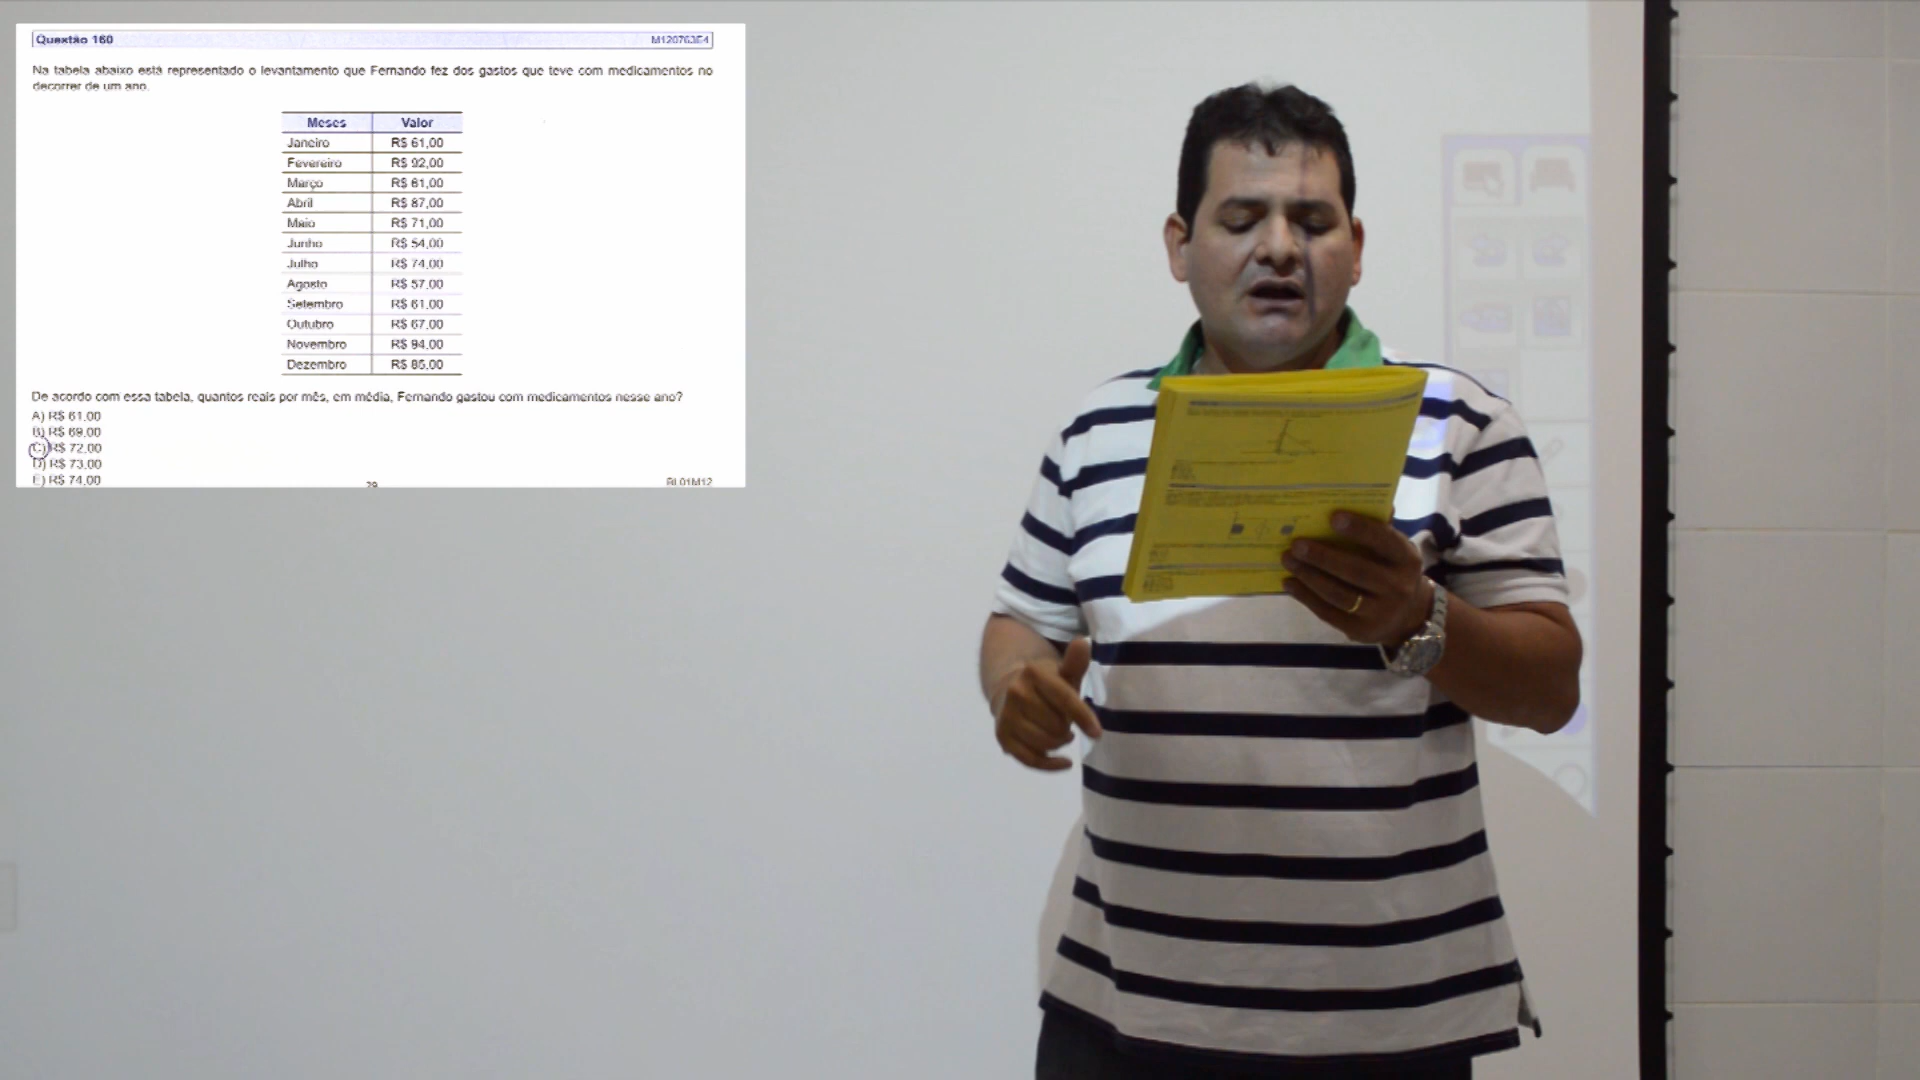 Questão 160 M120763E4
Na tabela abaixo está representado o levantamento que Fernando fez dos gastos que teve com medicamentos no
decorrer de um ano.
Meses Valor
Janeiro R$ 61,00
Fevereiro R$ 92,00
Março R$ 61,00
Abril R$ 87,00
Maio R$ 71,00
Junho R$ 54,00
Julho R$ 74,00
Agosto R$ 57,00
Setembro R$ 61,00
Outubro R$ 67,00
Novembro R$ 94,00
Dezembro R$ 85,00
De acordo com essa tabela, quantos reais por mês, em média, Fernando gastou com medicamentos nesse ano?
A) R$ 61,00
B) R$ 69,00
C) R$ 72,00
D) R$ 73,00
E) R$ 74,00
29 BL01M12